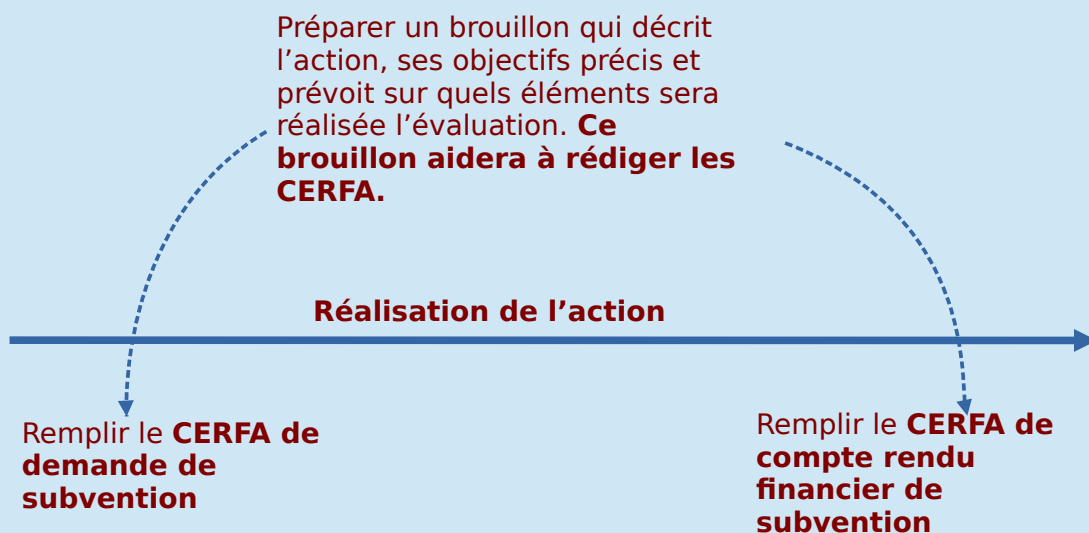 Préparer un brouillon qui décrit
l’action, ses objectifs précis et
prévoit sur quels éléments sera
réalisée l’évaluation. Ce
brouillon aidera à rédiger les
CERFA.
Réalisation de l’action
Remplir le CERFA de
demande de
subvention
Remplir le CERFA de
compte rendu
financier de
subvention